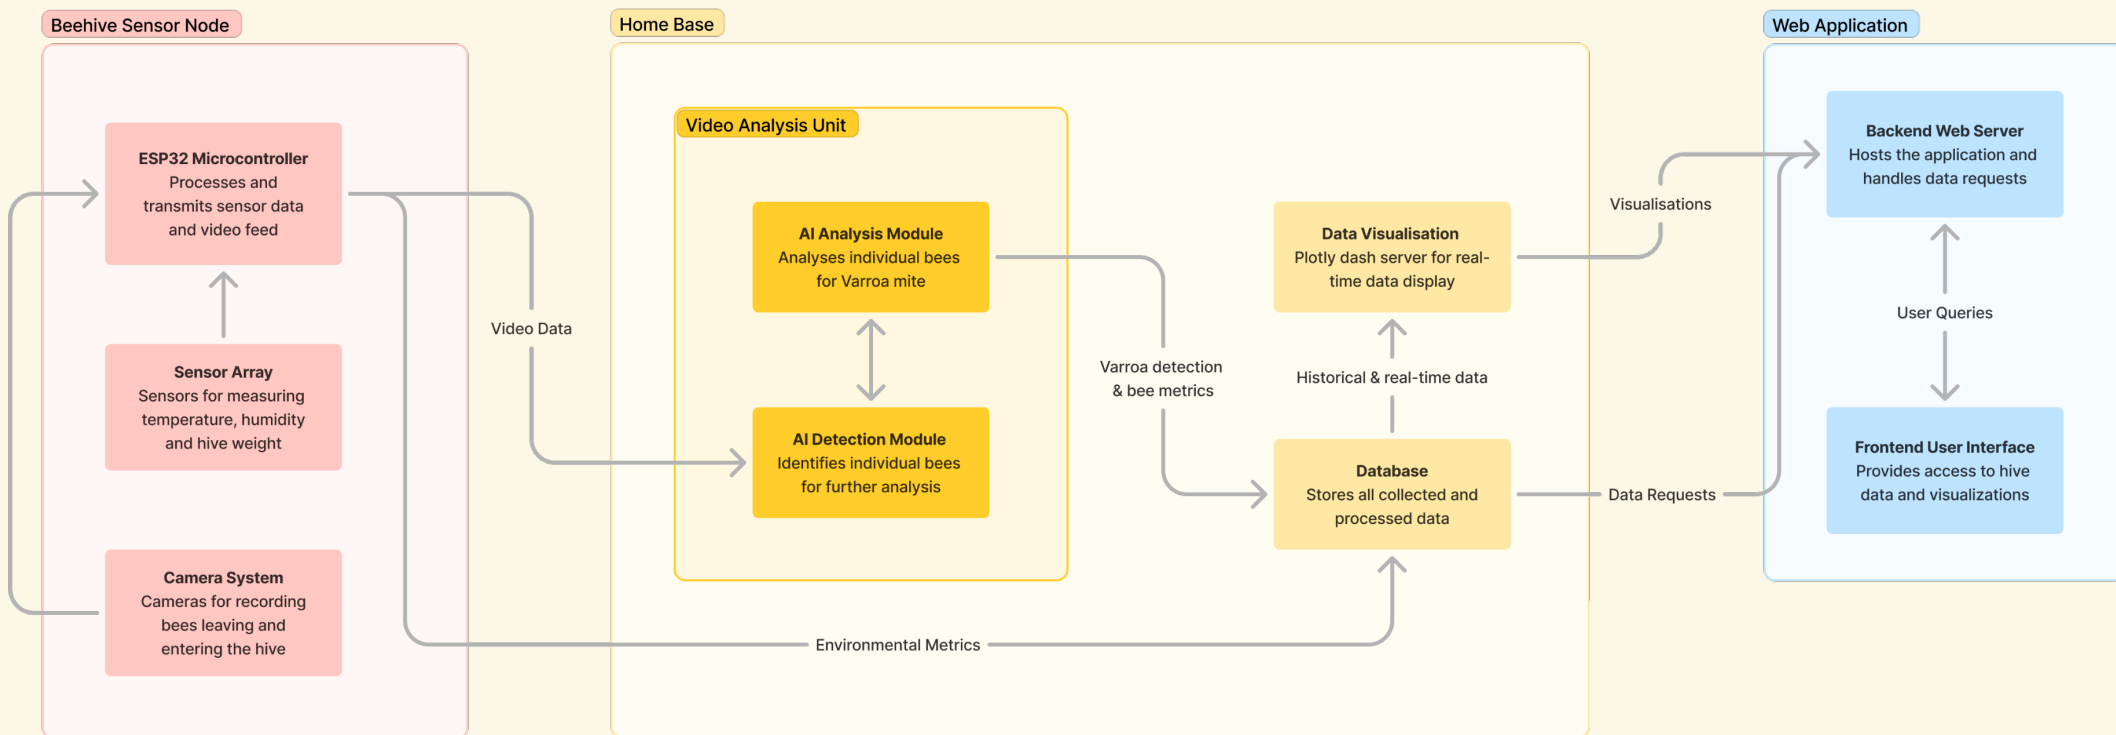 Beehive Sensor Node
ESP32 Microcontroller
Processes and
transmits sensor data
and video feed
Sensor Array
Sensors for measuring
temperature, humidity
and hive weight
Camera System
Cameras for recording
bees leaving and
entering the hive
Video Data
Environmental Metrics
Home Base
Video Analysis Unit
AI Analysis Module
Analyses individual bees
for Varroa mite
AI Detection Module
Identifies individual bees
for further analysis
Varroa detection
& bee metrics
Data Visualisation
Plotly dash server for real-
time data display
Historical & real-time data
Database
Stores all collected and
processed data
Visualisations
Data Requests
Web Application
Backend Web Server
Hosts the application and
handles data requests
User Queries
Frontend User Interface
Provides access to hive
data and visualizations